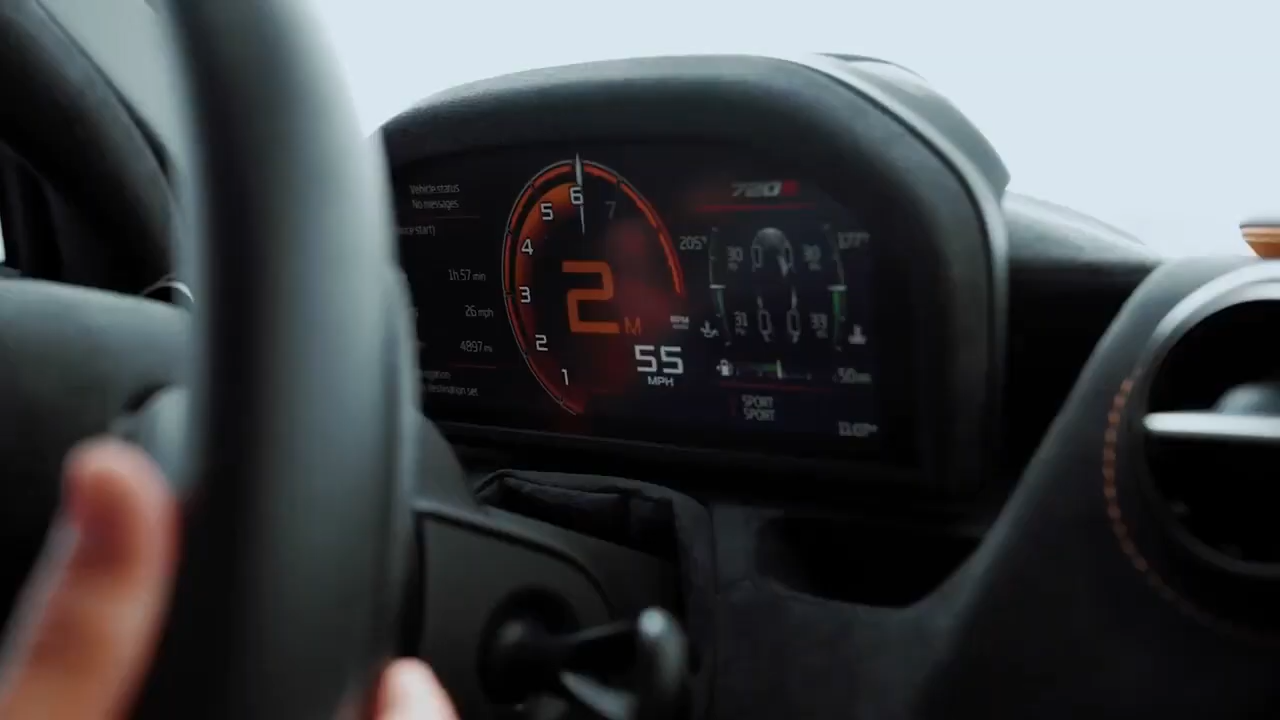 Vehicle status
No messages
1h 57 min
26 mph
4897 mi
1
2
3
4
5
6
7
2 M
55
MPH
RPM
720S
205°
30
30
31
33
SPORT
SPORT